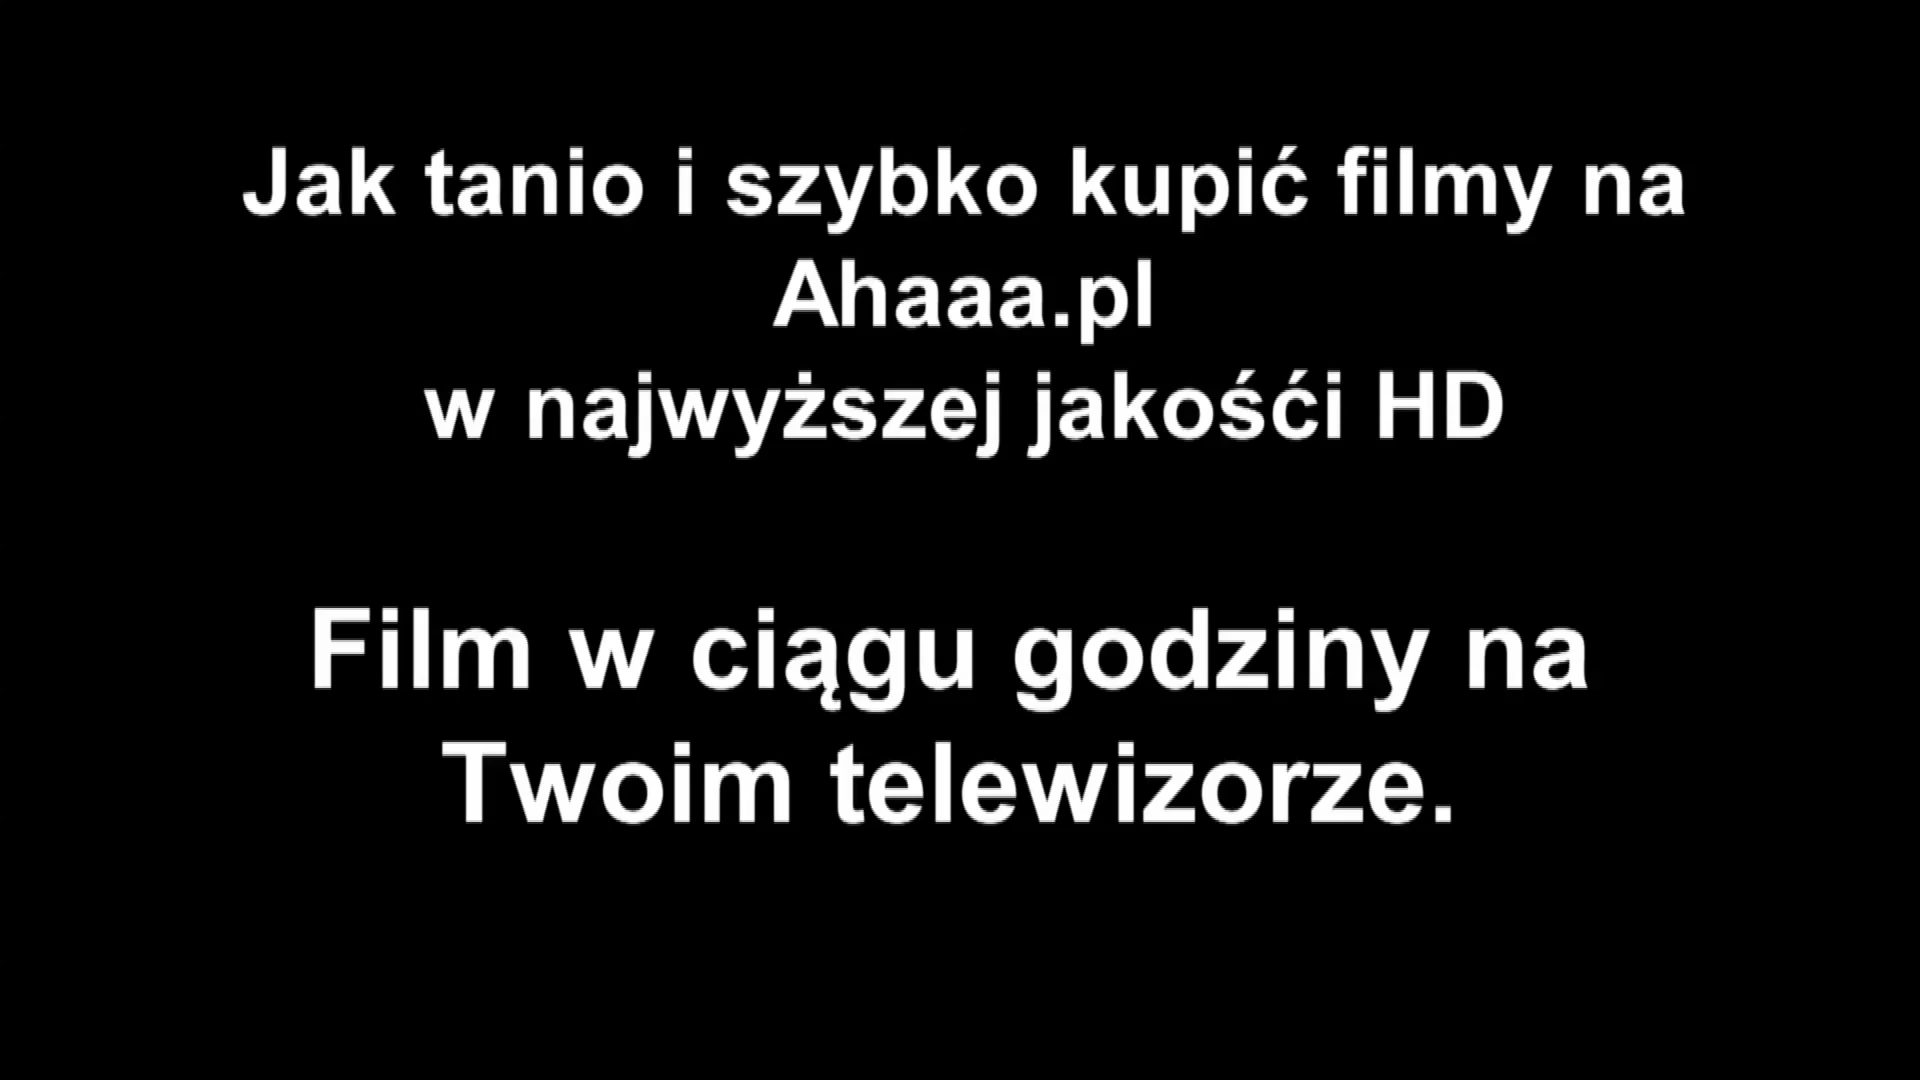 Jak tanio i szybko kupić filmy na
Ahaaa.pl
w najwyższej jakośći HD
Film w ciągu godziny na
Twoim telewizorze.